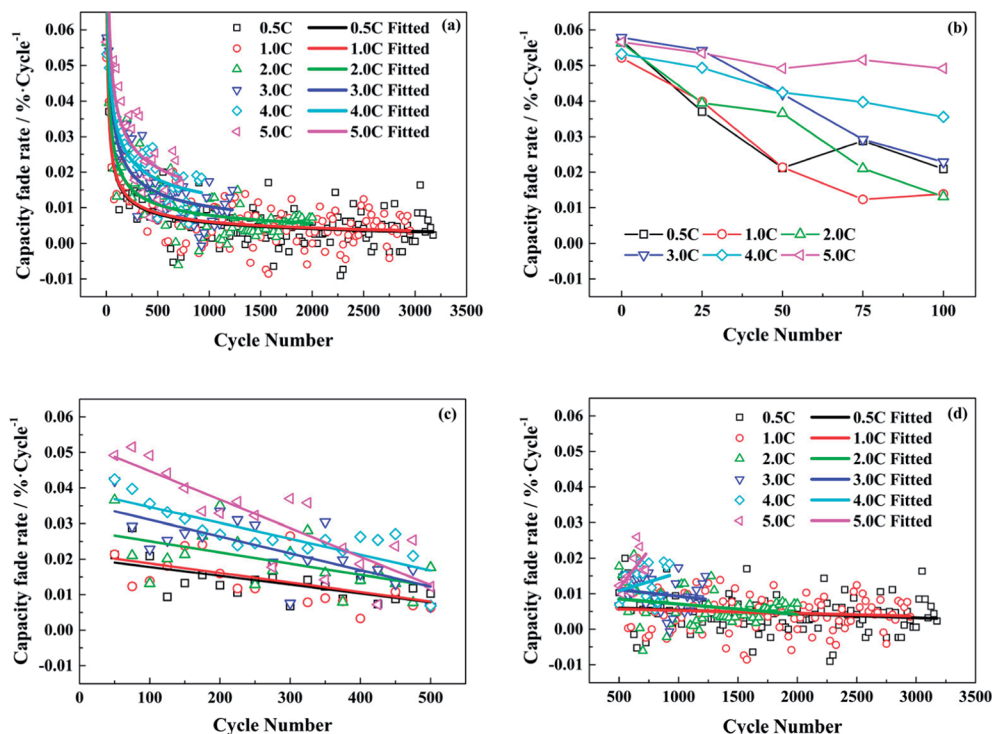 (a)
Capacity fade rate / %·Cycle⁻¹
0.06
0.05
0.04
0.03
0.02
0.01
0.00
-0.01
0.5C 0.5C Fitted
1.0C 1.0C Fitted
2.0C 2.0C Fitted
3.0C 3.0C Fitted
4.0C 4.0C Fitted
5.0C 5.0C Fitted
0 500 1000 1500 2000 2500 3000 3500
Cycle Number
(b)
Capacity fade rate / %·Cycle⁻¹
0.06
0.05
0.04
0.03
0.02
0.01
0.00
-0.01
0.5C 1.0C 2.0C
3.0C 4.0C 5.0C
0 25 50 75 100
Cycle Number
(c)
Capacity fade rate / %·Cycle⁻¹
0.06
0.05
0.04
0.03
0.02
0.01
0.00
-0.01
0 100 200 300 400 500
Cycle Number
(d)
Capacity fade rate / %·Cycle⁻¹
0.06
0.05
0.04
0.03
0.02
0.01
0.00
-0.01
0.5C 0.5C Fitted
1.0C 1.0C Fitted
2.0C 2.0C Fitted
3.0C 3.0C Fitted
4.0C 4.0C Fitted
5.0C 5.0C Fitted
500 1000 1500 2000 2500 3000 3500
Cycle Number